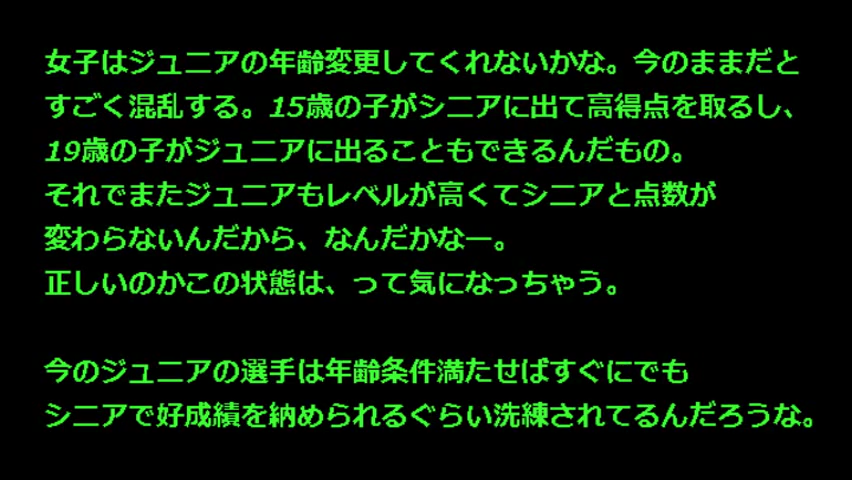 女子はジュニアの年齢変更してくれないかな。今のままだと
すごく混乱する。15歳の子がシニアに出て高得点を取るし、
19歳の子がジュニアに出ることもできるんだもの。
それでまたジュニアもレベルが高くてシニアと点数が
変わらないんだから、なんだかなー。
正しいのかこの状態は、って気になっちゃう。
今のジュニアの選手は年齢条件満たせばすぐにでも
シニアで好成績を納められるぐらい洗練されてるんだろうな。